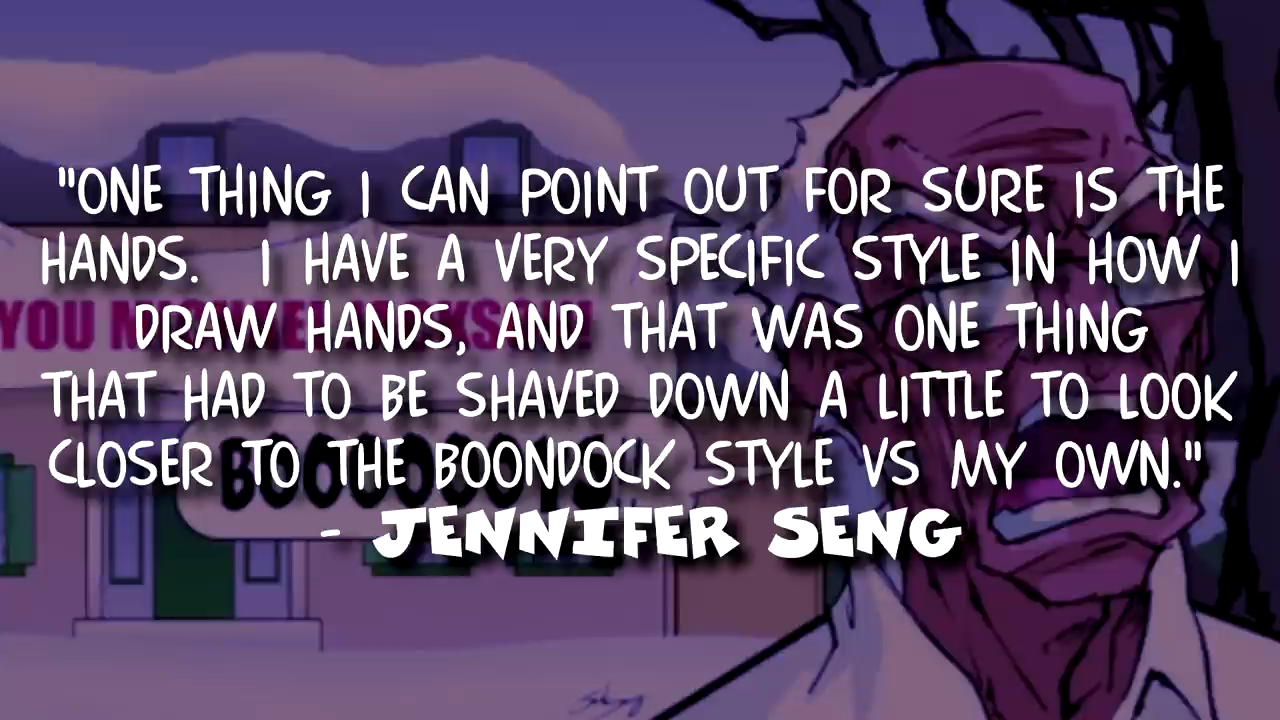 "ONE THING I CAN POINT OUT FOR SURE IS THE
HANDS. I HAVE A VERY SPECIFIC STYLE IN HOW I
DRAW HANDS, AND THAT WAS ONE THING
THAT HAD TO BE SHAVED DOWN A LITTLE TO LOOK
CLOSER TO THE BOONDOCK STYLE VS MY OWN."
- JENNIFER SENG
YOU